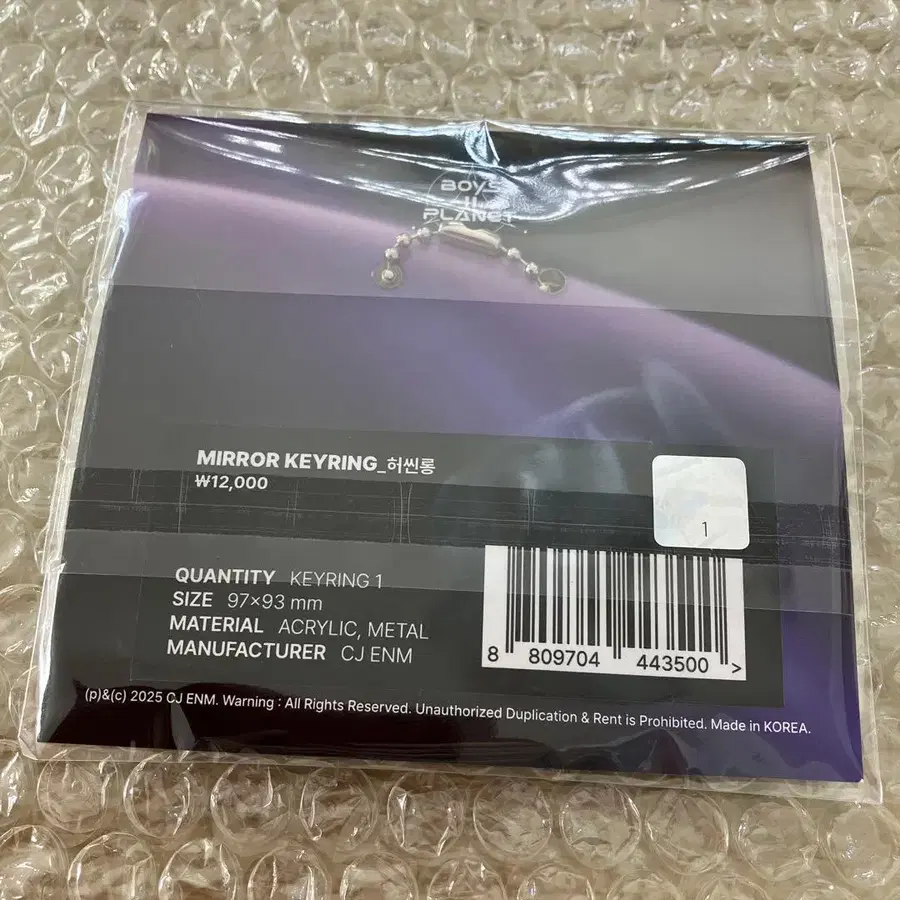 BOYS
II
PLANET
MIRROR KEYRING_허씬롱
₩12,000
1
QUANTITY KEYRING 1
SIZE 97×93 mm
MATERIAL ACRYLIC, METAL
MANUFACTURER CJ ENM
8 809704 443500 >
(p)&(c) 2025 CJ ENM. Warning : All Rights Reserved. Unauthorized Duplication & Rent is Prohibited. Made in KOREA.